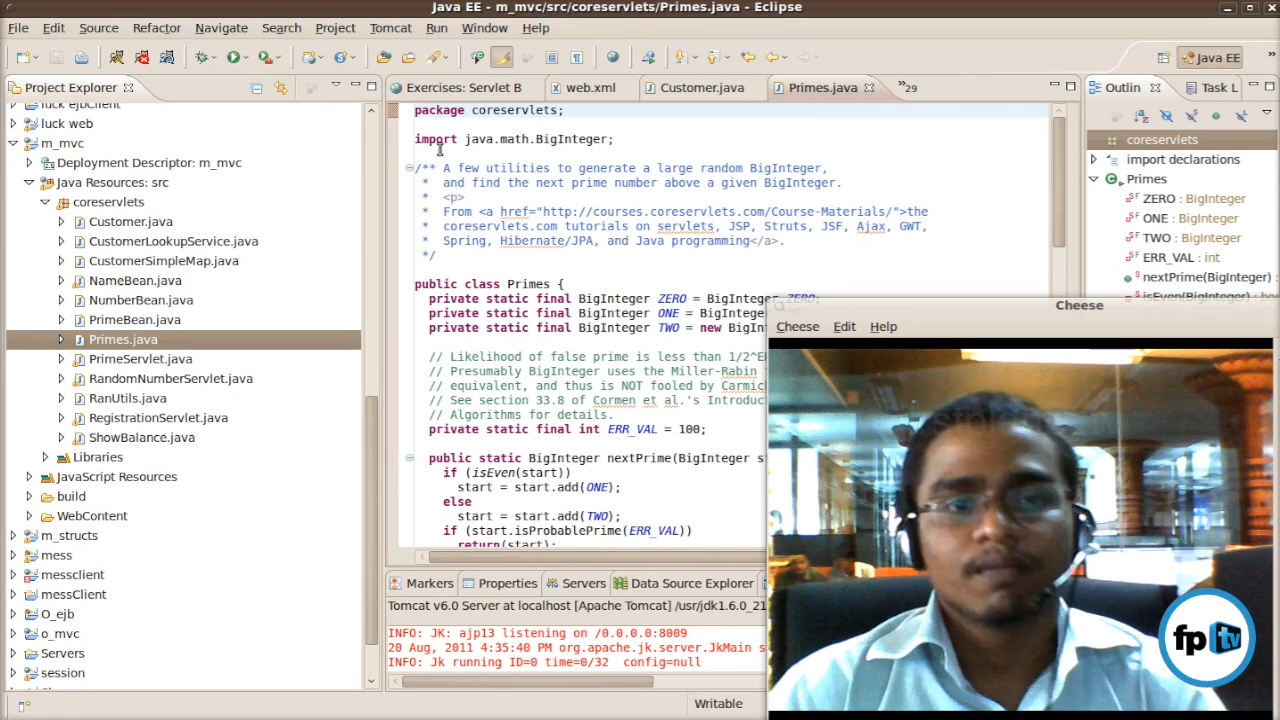 Java EE - m_mvc/src/coreservlets/Primes.java - Eclipse
File Edit Source Refactor Navigate Search Project Tomcat Run Window Help
Java EE
Project Explorer
luck ejpClient
luck web
m_mvc
Deployment Descriptor: m_mvc
Java Resources: src
coreservlets
Customer.java
CustomerLookupService.java
CustomerSimpleMap.java
NameBean.java
NumberBean.java
PrimeBean.java
Primes.java
PrimeServlet.java
RandomNumberServlet.java
RanUtils.java
RegistrationServlet.java
ShowBalance.java
Libraries
JavaScript Resources
build
WebContent
m_structs
mess
messclient
messClient
O_ejb
o_mvc
Servers
session
Exercises: Servlet B web.xml Customer.java Primes.java »29
package coreservlets;
import java.math.BigInteger;
/** A few utilities to generate a large random BigInteger,
* and find the next prime number above a given BigInteger.
* <p>
* From <a href="http://courses.coreservlets.com/Course-Materials/">the
* coreservlets.com tutorials on servlets, JSP, Struts, JSF, Ajax, GWT,
* Spring, Hibernate/JPA, and Java programming</a>.
*/
public class Primes {
private static final BigInteger ZERO = BigInteger.ZERO;
private static final BigInteger ONE = BigInteger
private static final BigInteger TWO = new BigInt
// Likelihood of false prime is less than 1/2^E
// Presumably BigInteger uses the Miller-Rabin
// equivalent, and thus is NOT fooled by Carmic
// See section 33.8 of Cormen et al.'s Introduc
// Algorithms for details.
private static final int ERR_VAL = 100;
public static BigInteger nextPrime(BigInteger s
if (isEven(start))
start = start.add(ONE);
else
start = start.add(TWO);
if (start.isProbablePrime(ERR_VAL))
return(start);
Outlin Task L
coreservlets
import declarations
Primes
ZERO : BigInteger
ONE : BigInteger
TWO : BigInteger
ERR_VAL : int
nextPrime(BigInteger)
isEven(BigInteger) : bo
Markers Properties Servers Data Source Explorer
Tomcat v6.0 Server at localhost [Apache Tomcat] /usr/jdk1.6.0_21
INFO: JK: ajp13 listening on /0.0.0.0:8009
20 Aug, 2011 4:35:40 PM org.apache.jk.server.JkMain s
INFO: Jk running ID=0 time=0/32 config=null
Writable
Cheese
Cheese Edit Help
fp tv